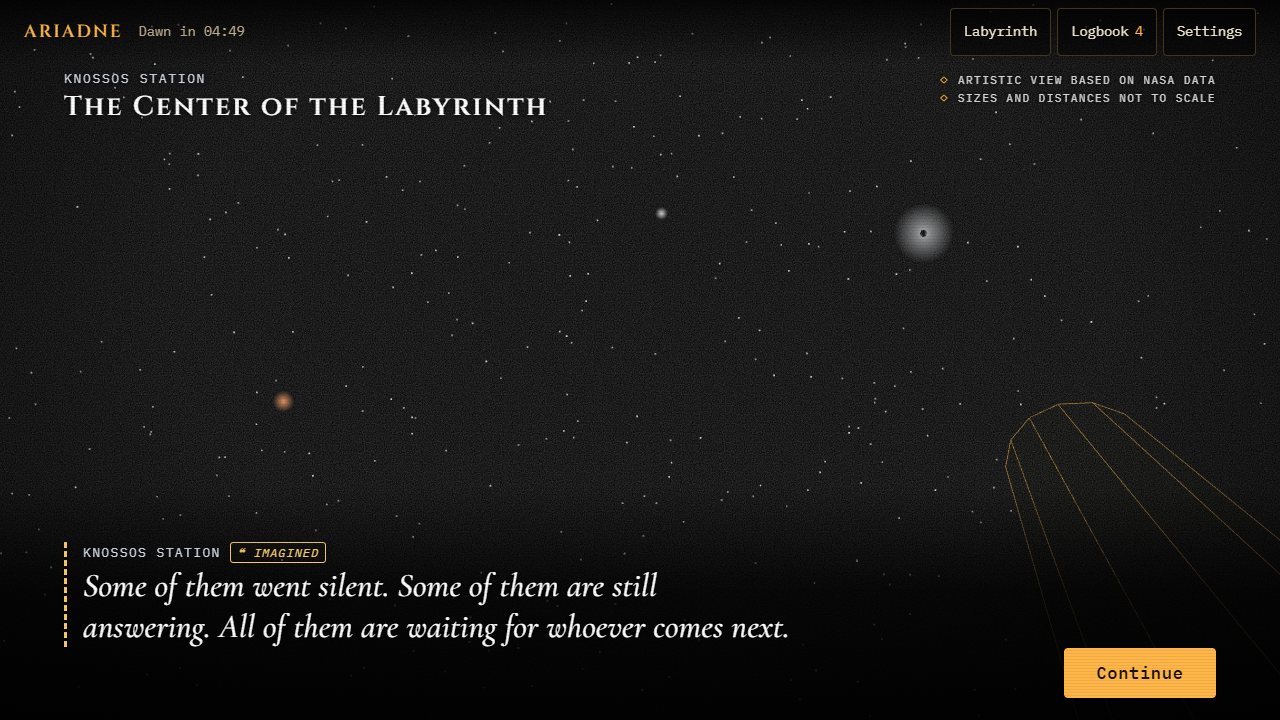 ARIADNE Dawn in 04:49 Labyrinth Logbook 4 Settings
KNOSSOS STATION
The Center of the Labyrinth
◇ ARTISTIC VIEW BASED ON NASA DATA
◇ SIZES AND DISTANCES NOT TO SCALE
KNOSSOS STATION ❝ IMAGINED
Some of them went silent. Some of them are still
answering. All of them are waiting for whoever comes next.
Continue